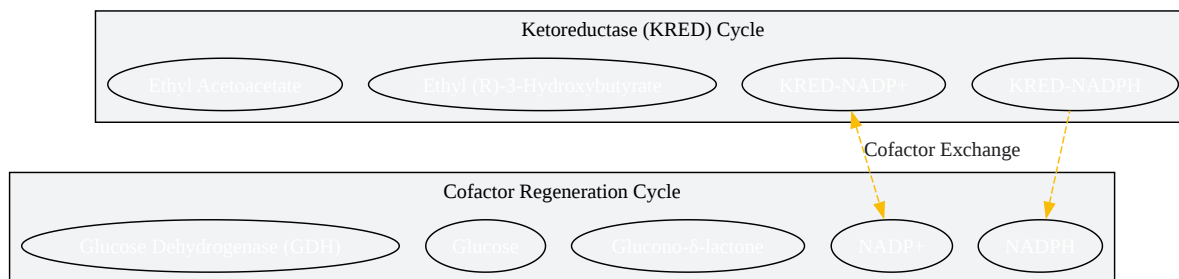 Ketoreductase (KRED) Cycle
Ethyl Acetoacetate
Ethyl (R)-3-Hydroxybutyrate
KRED-NADP+
KRED-NADPH
Cofactor Exchange
Cofactor Regeneration Cycle
Glucose Dehydrogenase (GDH)
Glucose
Glucono-δ-lactone
NADP+
NADPH